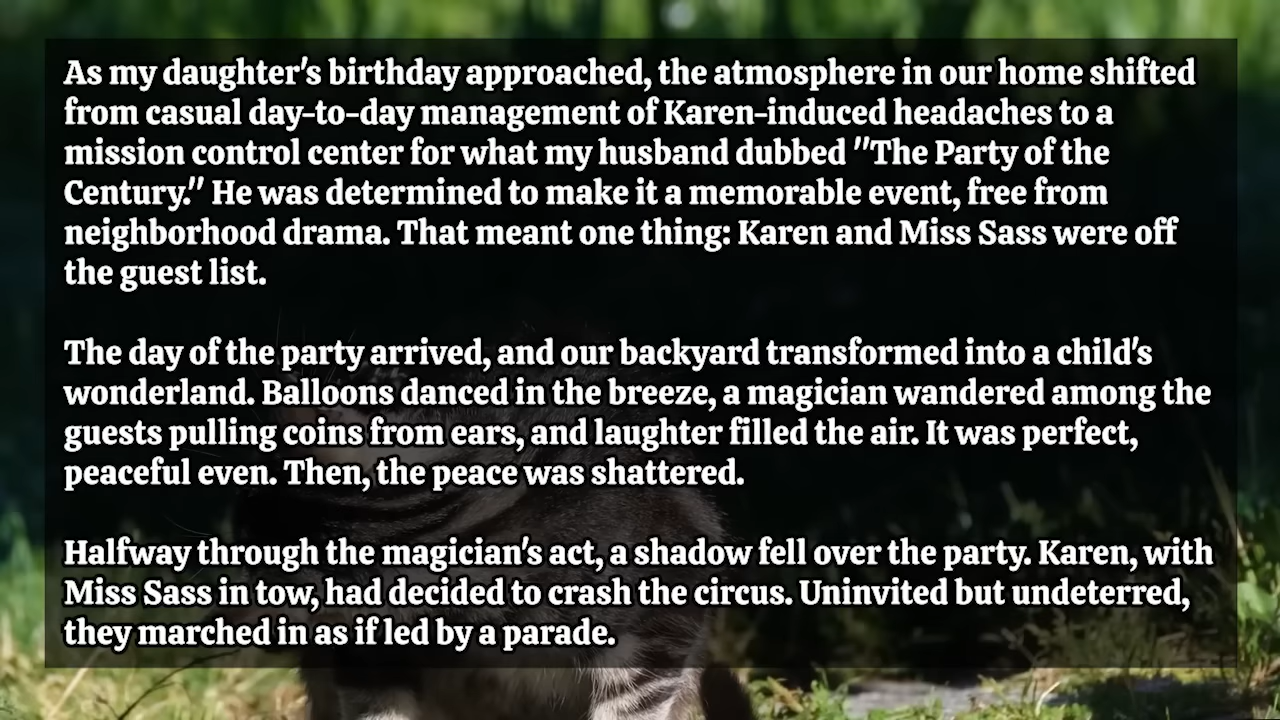 As my daughter's birthday approached, the atmosphere in our home shifted
from casual day-to-day management of Karen-induced headaches to a
mission control center for what my husband dubbed "The Party of the
Century." He was determined to make it a memorable event, free from
neighborhood drama. That meant one thing: Karen and Miss Sass were off
the guest list.
The day of the party arrived, and our backyard transformed into a child's
wonderland. Balloons danced in the breeze, a magician wandered among the
guests pulling coins from ears, and laughter filled the air. It was perfect,
peaceful even. Then, the peace was shattered.
Halfway through the magician's act, a shadow fell over the party. Karen, with
Miss Sass in tow, had decided to crash the circus. Uninvited but undeterred,
they marched in as if led by a parade.